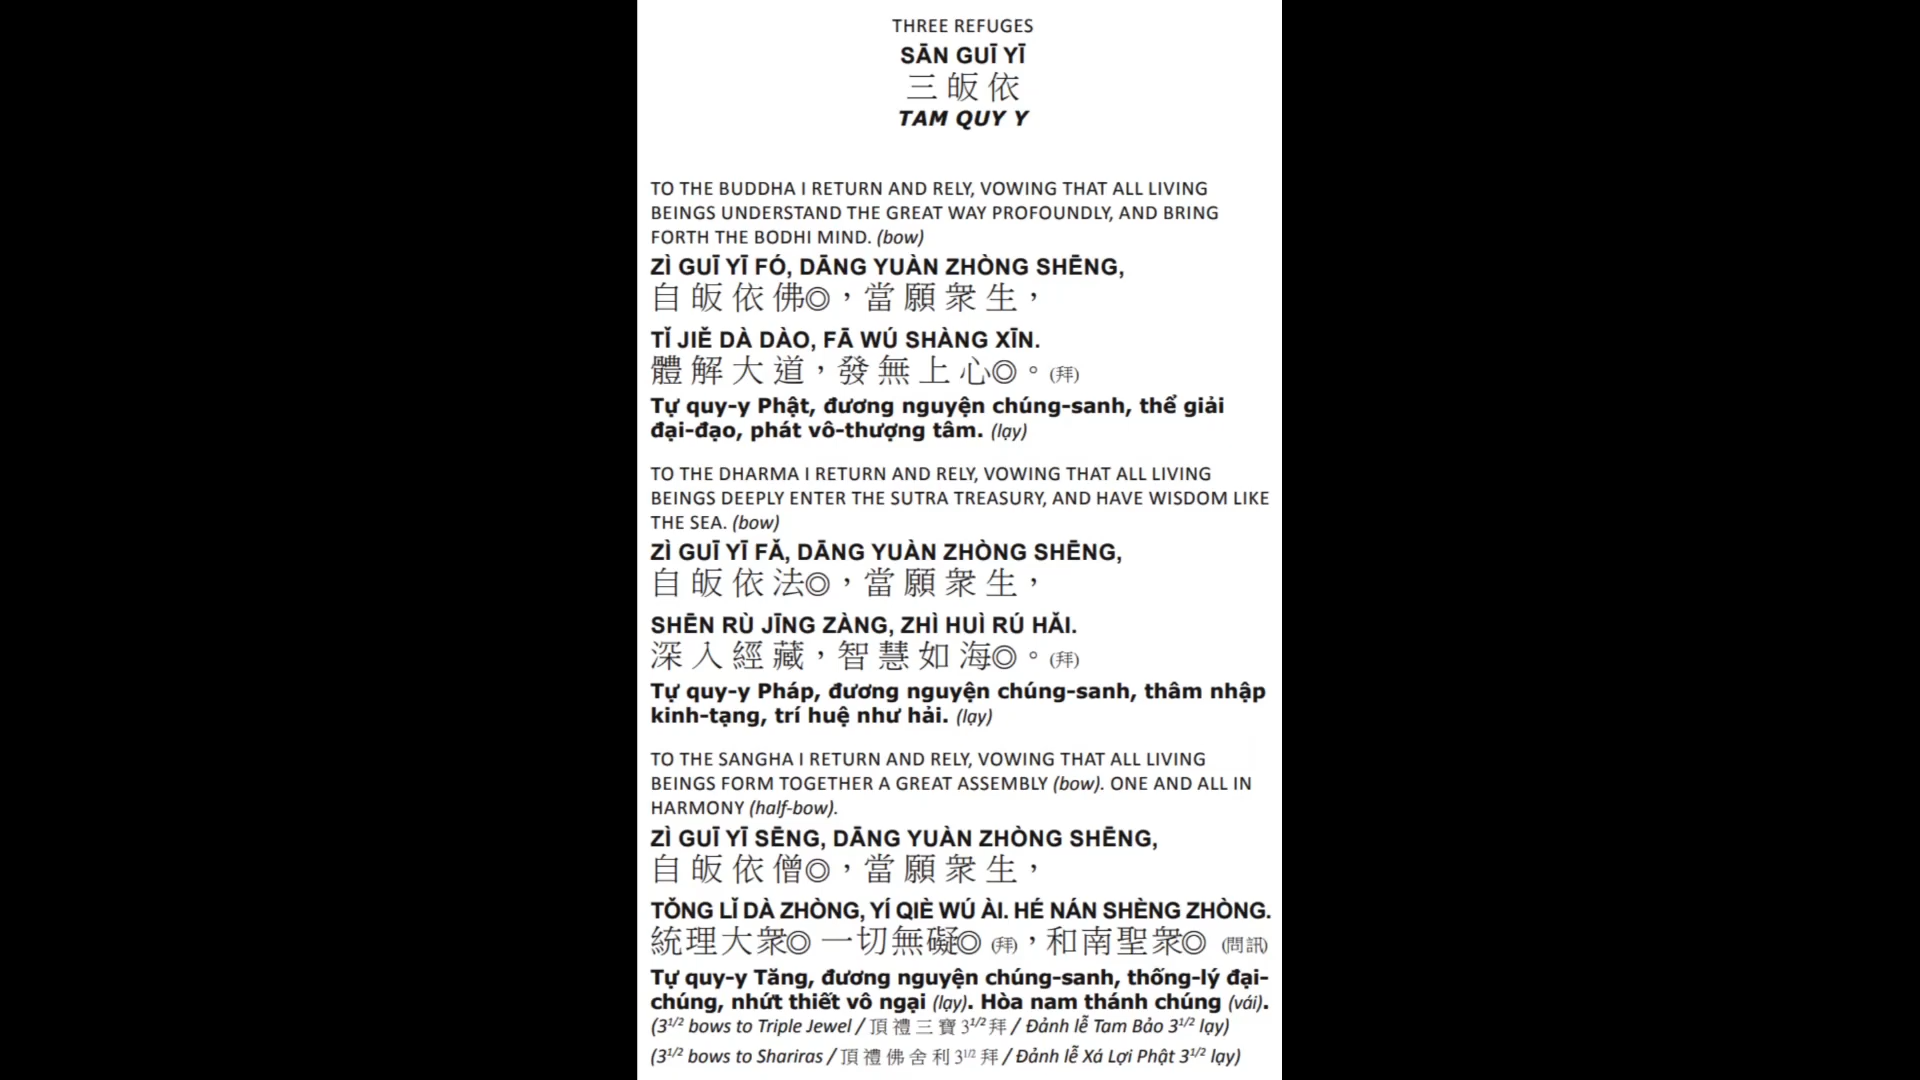 THREE REFUGES
SĀN GUĪ YĪ
三皈依
TAM QUY Y
TO THE BUDDHA I RETURN AND RELY, VOWING THAT ALL LIVING
BEINGS UNDERSTAND THE GREAT WAY PROFOUNDLY, AND BRING
FORTH THE BODHI MIND. (bow)
ZÌ GUĪ YĪ FÓ, DĀNG YUÀN ZHÒNG SHĒNG,
自皈依佛◎，當願衆生，
TǏ JIĚ DÀ DÀO, FĀ WÚ SHÀNG XĪN.
體解大道，發無上心◎。(拜)
Tự quy-y Phật, đương nguyện chúng-sanh, thể giải
đại-đạo, phát vô-thượng tâm. (lạy)
TO THE DHARMA I RETURN AND RELY, VOWING THAT ALL LIVING
BEINGS DEEPLY ENTER THE SUTRA TREASURY, AND HAVE WISDOM LIKE
THE SEA. (bow)
ZÌ GUĪ YĪ FǍ, DĀNG YUÀN ZHÒNG SHĒNG,
自皈依法◎，當願衆生，
SHĒN RÙ JĪNG ZÀNG, ZHÌ HUÌ RÚ HǍI.
深入經藏，智慧如海◎。(拜)
Tự quy-y Pháp, đương nguyện chúng-sanh, thâm nhập
kinh-tạng, trí huệ như hải. (lạy)
TO THE SANGHA I RETURN AND RELY, VOWING THAT ALL LIVING
BEINGS FORM TOGETHER A GREAT ASSEMBLY (bow). ONE AND ALL IN
HARMONY (half-bow).
ZÌ GUĪ YĪ SĒNG, DĀNG YUÀN ZHÒNG SHĒNG,
自皈依僧◎，當願衆生，
TǑNG LǏ DÀ ZHÒNG, YÍ QIÈ WÚ ÀI. HÉ NÁN SHÈNG ZHÒNG.
統理大衆◎ 一切無礙◎ (拜)，和南聖衆◎ (問訊)
Tự quy-y Tăng, đương nguyện chúng-sanh, thống-lý đại-
chúng, nhứt thiết vô ngại (lạy). Hòa nam thánh chúng (vái).
(3¹/² bows to Triple Jewel / 頂禮三寶 3¹/² 拜 / Đảnh lễ Tam Bảo 3¹/² lạy)
(3¹/² bows to Shariras / 頂禮佛舍利 3¹/² 拜 / Đảnh lễ Xá Lợi Phật 3¹/² lạy)